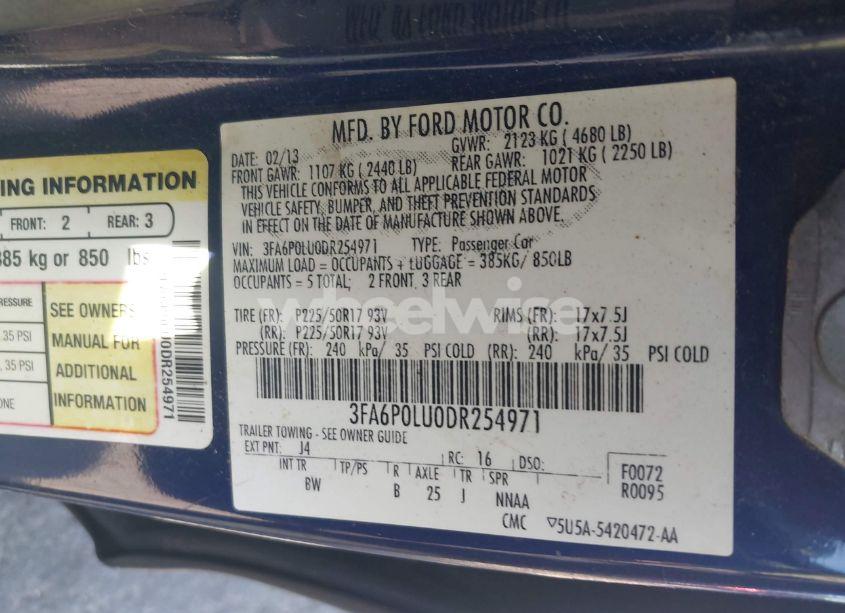 ING INFORMATION
FRONT: 2 REAR: 3
385 kg or 850 lbs
PRESSURE
35 PSI
35 PSI
ONE
SEE OWNERS
MANUAL FOR
ADDITIONAL
INFORMATION
MFD. BY FORD MOTOR CO.
DATE: 02/13 GVWR: 2123 KG ( 4680 LB)
FRONT GAWR: 1107 KG ( 2440 LB) REAR GAWR: 1021 KG ( 2250 LB)
THIS VEHICLE CONFORMS TO ALL APPLICABLE FEDERAL MOTOR
VEHICLE SAFETY, BUMPER, AND THEFT PREVENTION STANDARDS
IN EFFECT ON THE DATE OF MANUFACTURE SHOWN ABOVE.
VIN: 3FA6P0LU0DR254971 TYPE: Passenger Car
MAXIMUM LOAD = OCCUPANTS + LUGGAGE = 385KG/ 850LB
OCCUPANTS = 5 TOTAL; 2 FRONT, 3 REAR
wheelwise
TIRE (FR): P225/50R17 93V RIMS (FR): 17x7.5J
(RR): P225/50R17 93V (RR): 17x7.5J
PRESSURE (FR): 240 kPa/ 35 PSI COLD (RR): 240 kPa/ 35 PSI COLD
3FA6P0LU0DR254971
TRAILER TOWING - SEE OWNER GUIDE
EXT PNT: J4 RC: 16 DSO:
INT TR TP/PS R AXLE TR SPR F0072
BW B 25 J NNAA R0095
CMC ▽5U5A-5420472-AA